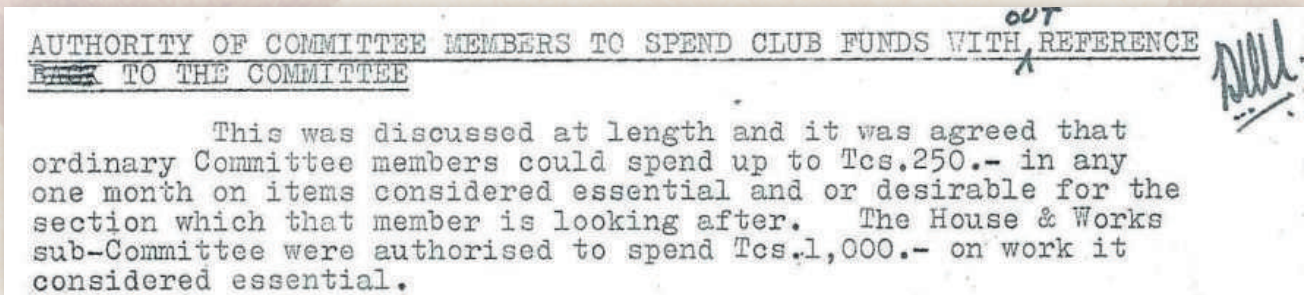 AUTHORITY OF COMMITTEE MEMBERS TO SPEND CLUB FUNDS WITH OUT REFERENCE
BACK TO THE COMMITTEE
This was discussed at length and it was agreed that
ordinary Committee members could spend up to Tcs.250.- in any
one month on items considered essential and or desirable for the
section which that member is looking after. The House & Works
sub-Committee were authorised to spend Tcs.1,000.- on work it
considered essential.